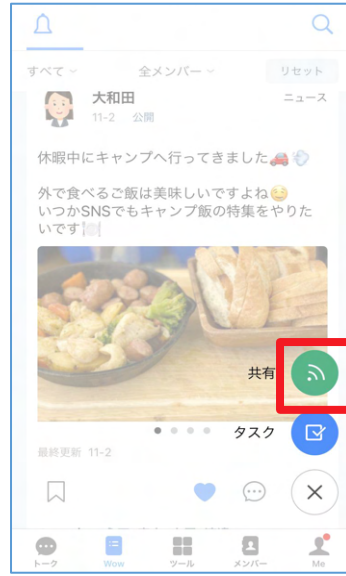 すべて
全メンバー
リセット
大和田
ニュース
11-2 公開
休暇中にキャンプへ行ってきました🚗💨
外で食べるご飯は美味しいですよね😋
いつかSNSでもキャンプ飯の特集をやりた
いです🍽️
共有
タスク
最終更新 11-2
トーク
Wow
ツール
メンバー
Me